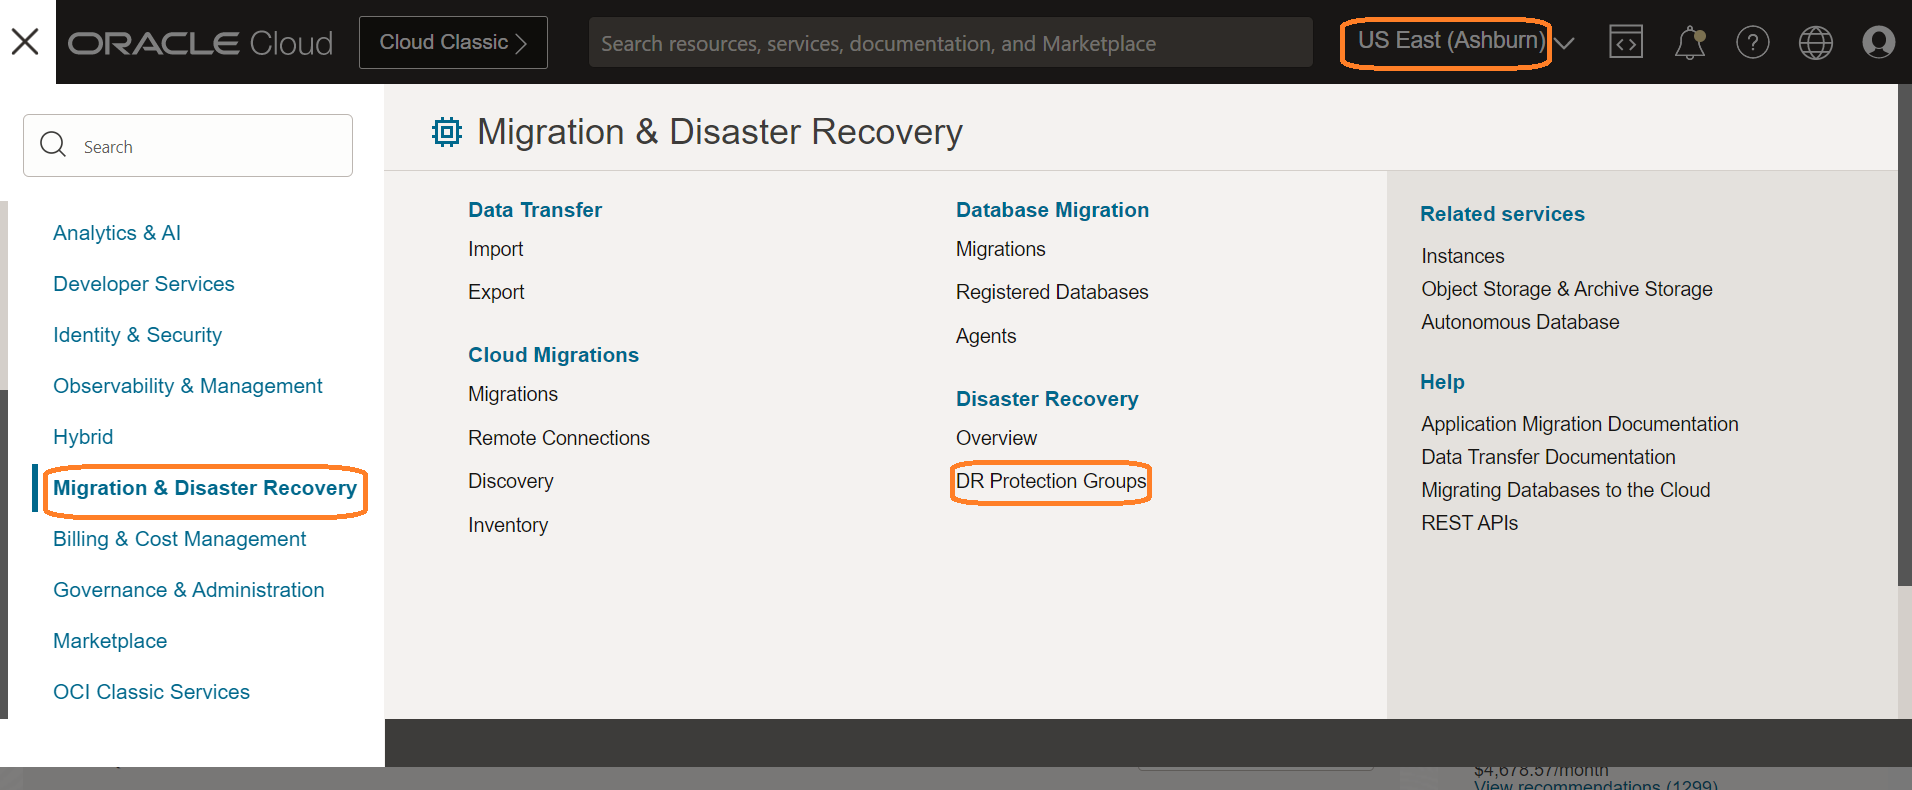 ORACLE Cloud
Cloud Classic
Search resources, services, documentation, and Marketplace
US East (Ashburn)
Search
Analytics & AI
Developer Services
Identity & Security
Observability & Management
Hybrid
Migration & Disaster Recovery
Billing & Cost Management
Governance & Administration
Marketplace
OCI Classic Services
Migration & Disaster Recovery
Data Transfer
Import
Export
Cloud Migrations
Migrations
Remote Connections
Discovery
Inventory
Database Migration
Migrations
Registered Databases
Agents
Disaster Recovery
Overview
DR Protection Groups
Related services
Instances
Object Storage & Archive Storage
Autonomous Database
Help
Application Migration Documentation
Data Transfer Documentation
Migrating Databases to the Cloud
REST APIs
$4,678.57/month
View recommendations (1299)